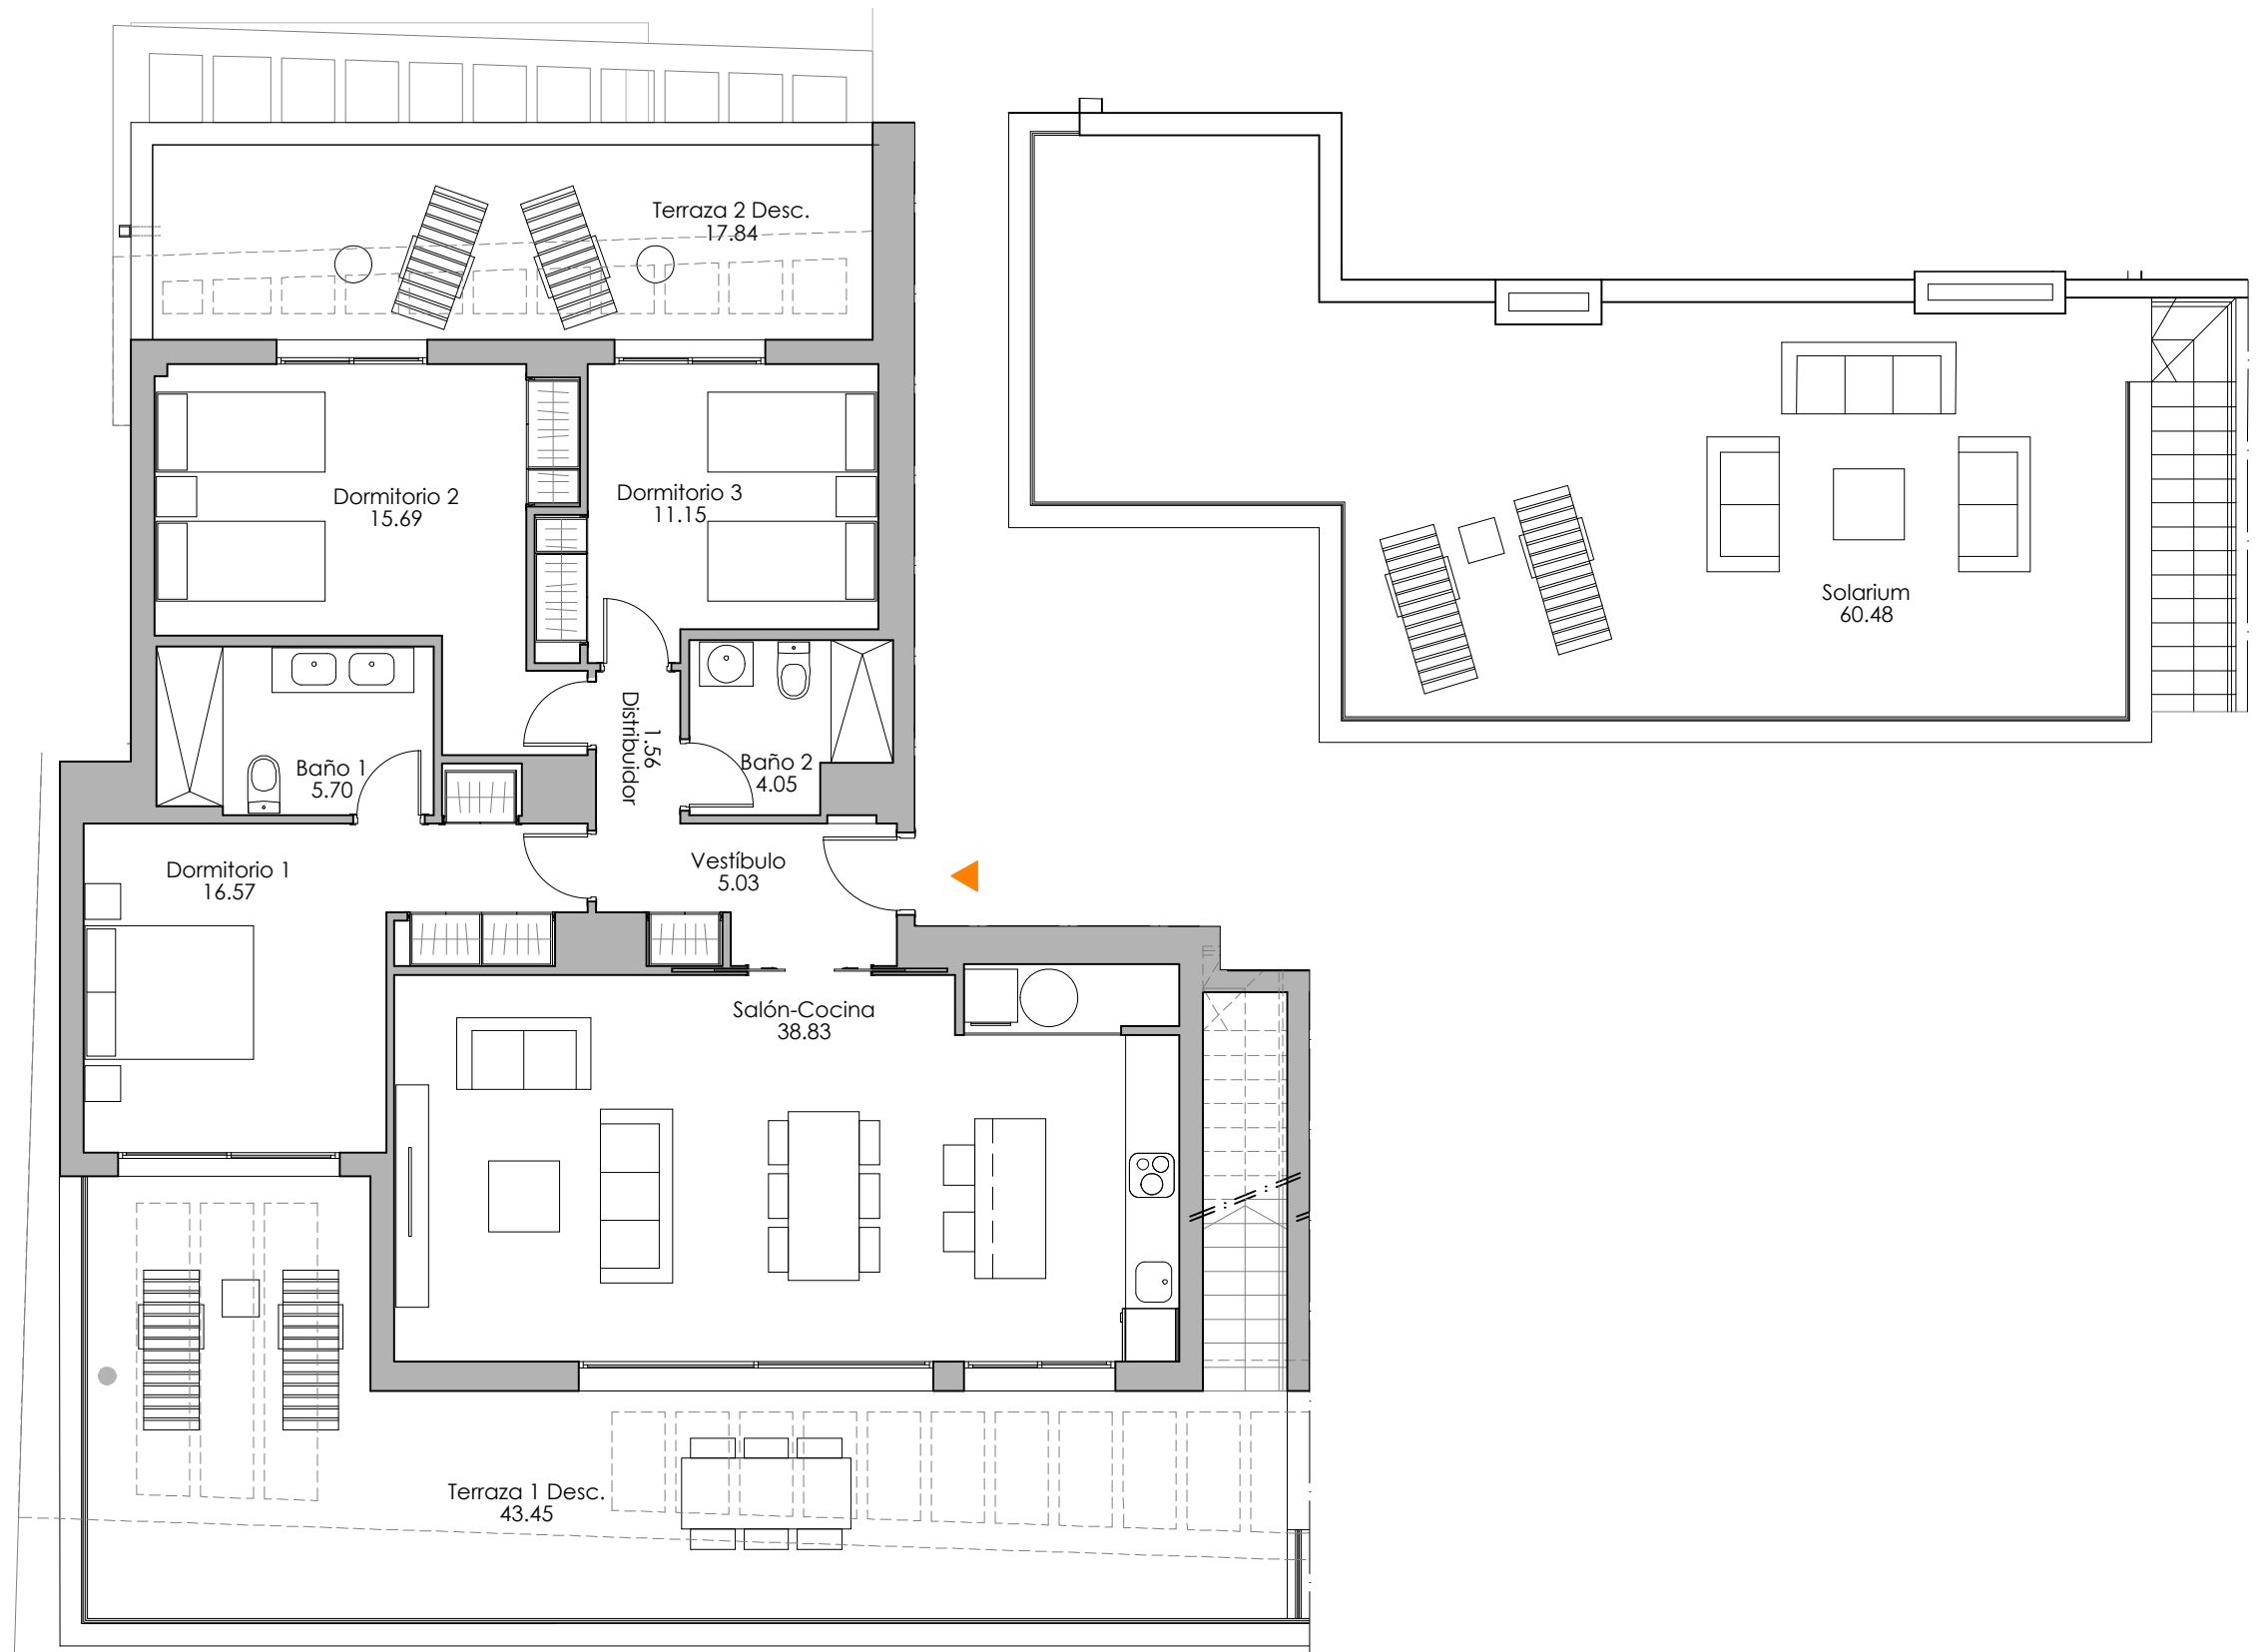 Terraza 2 Desc.
17.84
Dormitorio 2
15.69
Dormitorio 3
11.15
Solarium
60.48
Distribuidor
1.56
Baño 1
5.70
Baño 2
4.05
Dormitorio 1
16.57
Vestíbulo
5.03
Salón-Cocina
38.83
Terraza 1 Desc.
43.45